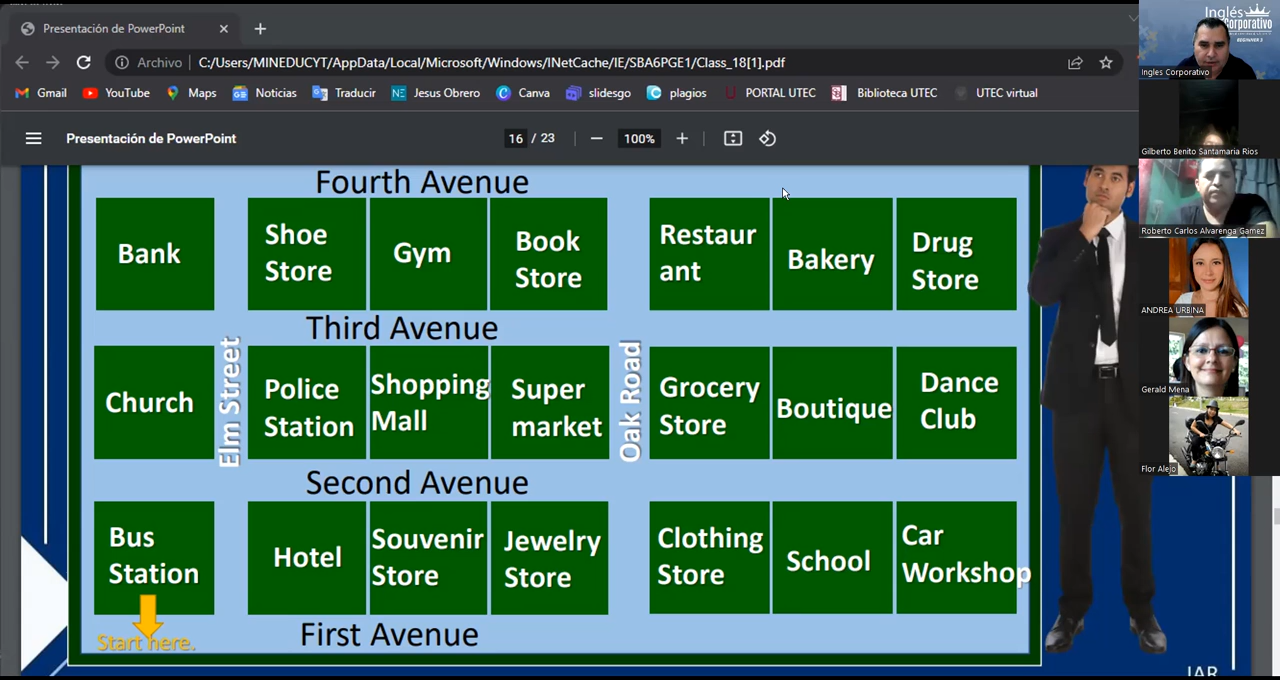 Presentación de PowerPoint
Archivo C:/Users/MINEDUCYT/AppData/Local/Microsoft/Windows/INetCache/IE/SBA6PGE1/Class_18[1].pdf
Gmail YouTube Maps Noticias Traducir Jesus Obrero Canva slidesgo plagios PORTAL UTEC Biblioteca UTEC UTEC virtual
Presentación de PowerPoint 16 / 23 100%
Fourth Avenue
Bank
Shoe
Store
Gym
Book
Store
Restaur
ant
Bakery
Drug
Store
Third Avenue
Elm Street
Oak Road
Church
Police
Station
Shopping
Mall
Super
market
Grocery
Store
Boutique
Dance
Club
Second Avenue
Bus
Station
Hotel
Souvenir
Store
Jewelry
Store
Clothing
Store
School
Car
Workshop
Start here.
First Avenue
Inglés
Corporativo
BEGINNER 3
Ingles Corporativo
Gilberto Benito Santamaria Rios
Roberto Carlos Alvarenga Gamez
ANDREA URBINA
Gerald Mena
Flor Alejo